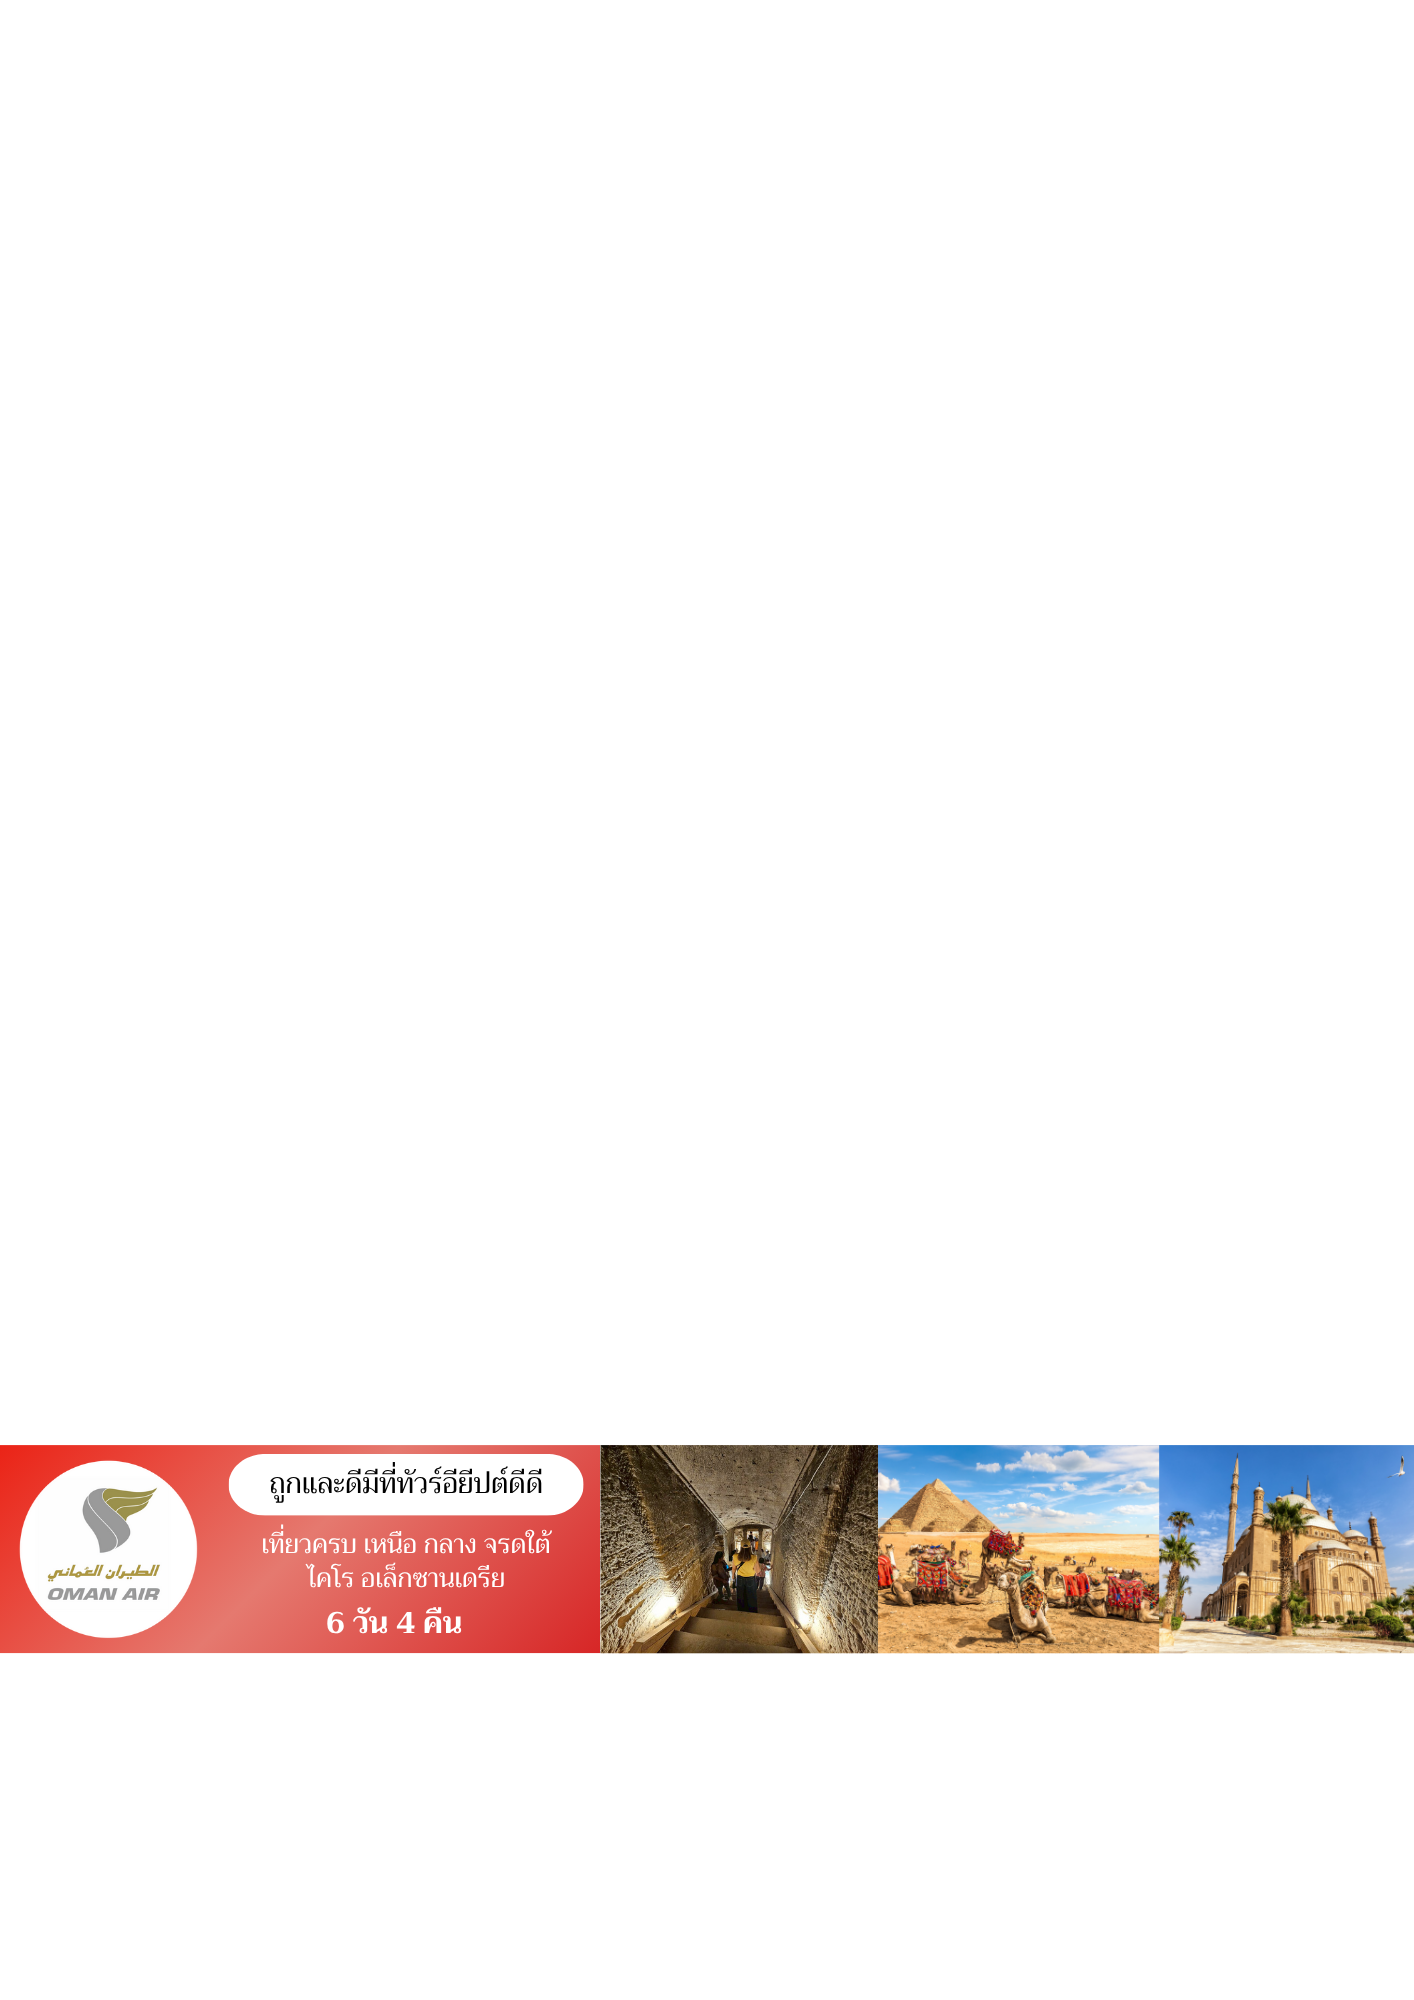 ถูกและดีมีที่ทัวร์อียีปต์ดีดี
เที่ยวครบ เหนือ กลาง จรดใต้
ไคโร อเล็กซานเดรีย
6 วัน 4 คืน
الطيران العُماني
OMAN AIR